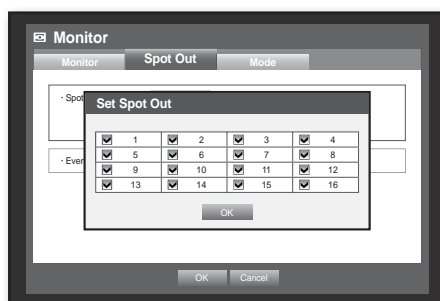 Monitor
Monitor Spot Out Mode
· Spot
Set Spot Out
1 2 3 4
5 6 7 8
· Even
9 10 11 12
13 14 15 16
OK
OK Cancel